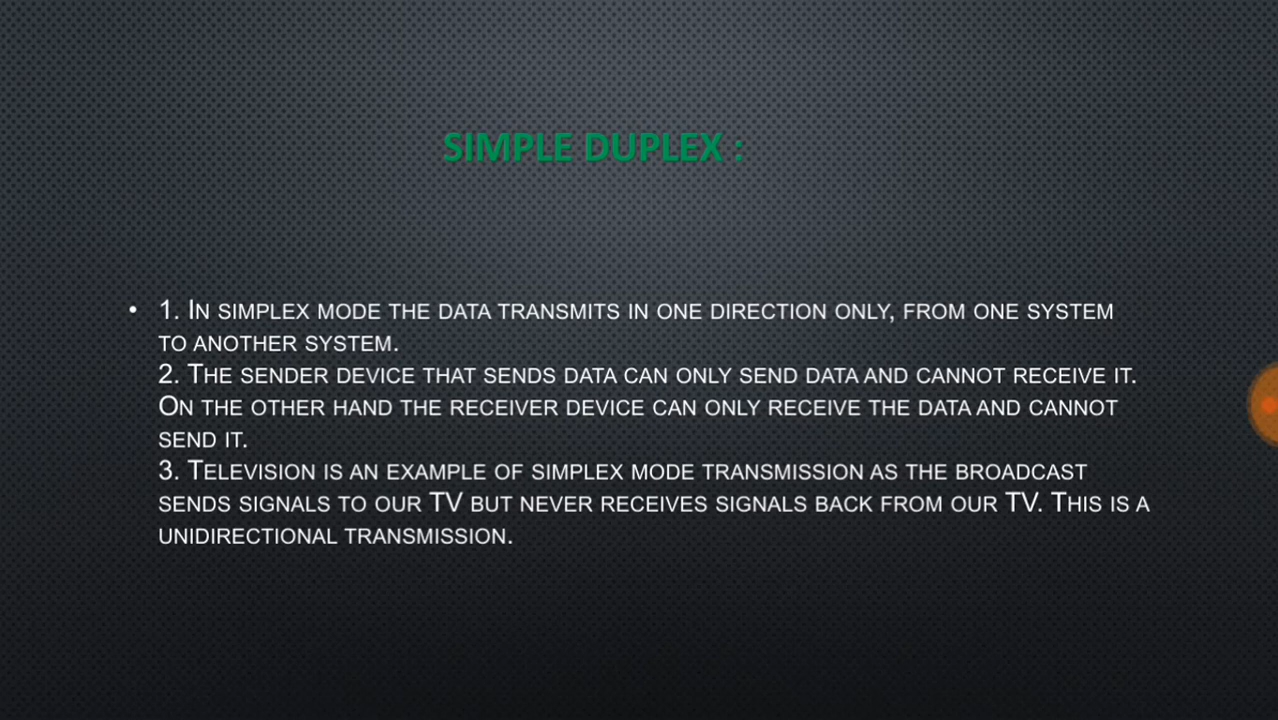 SIMPLE DUPLEX :
• 1. IN SIMPLEX MODE THE DATA TRANSMITS IN ONE DIRECTION ONLY, FROM ONE SYSTEM
TO ANOTHER SYSTEM.
2. THE SENDER DEVICE THAT SENDS DATA CAN ONLY SEND DATA AND CANNOT RECEIVE IT.
ON THE OTHER HAND THE RECEIVER DEVICE CAN ONLY RECEIVE THE DATA AND CANNOT
SEND IT.
3. TELEVISION IS AN EXAMPLE OF SIMPLEX MODE TRANSMISSION AS THE BROADCAST
SENDS SIGNALS TO OUR TV BUT NEVER RECEIVES SIGNALS BACK FROM OUR TV. THIS IS A
UNIDIRECTIONAL TRANSMISSION.